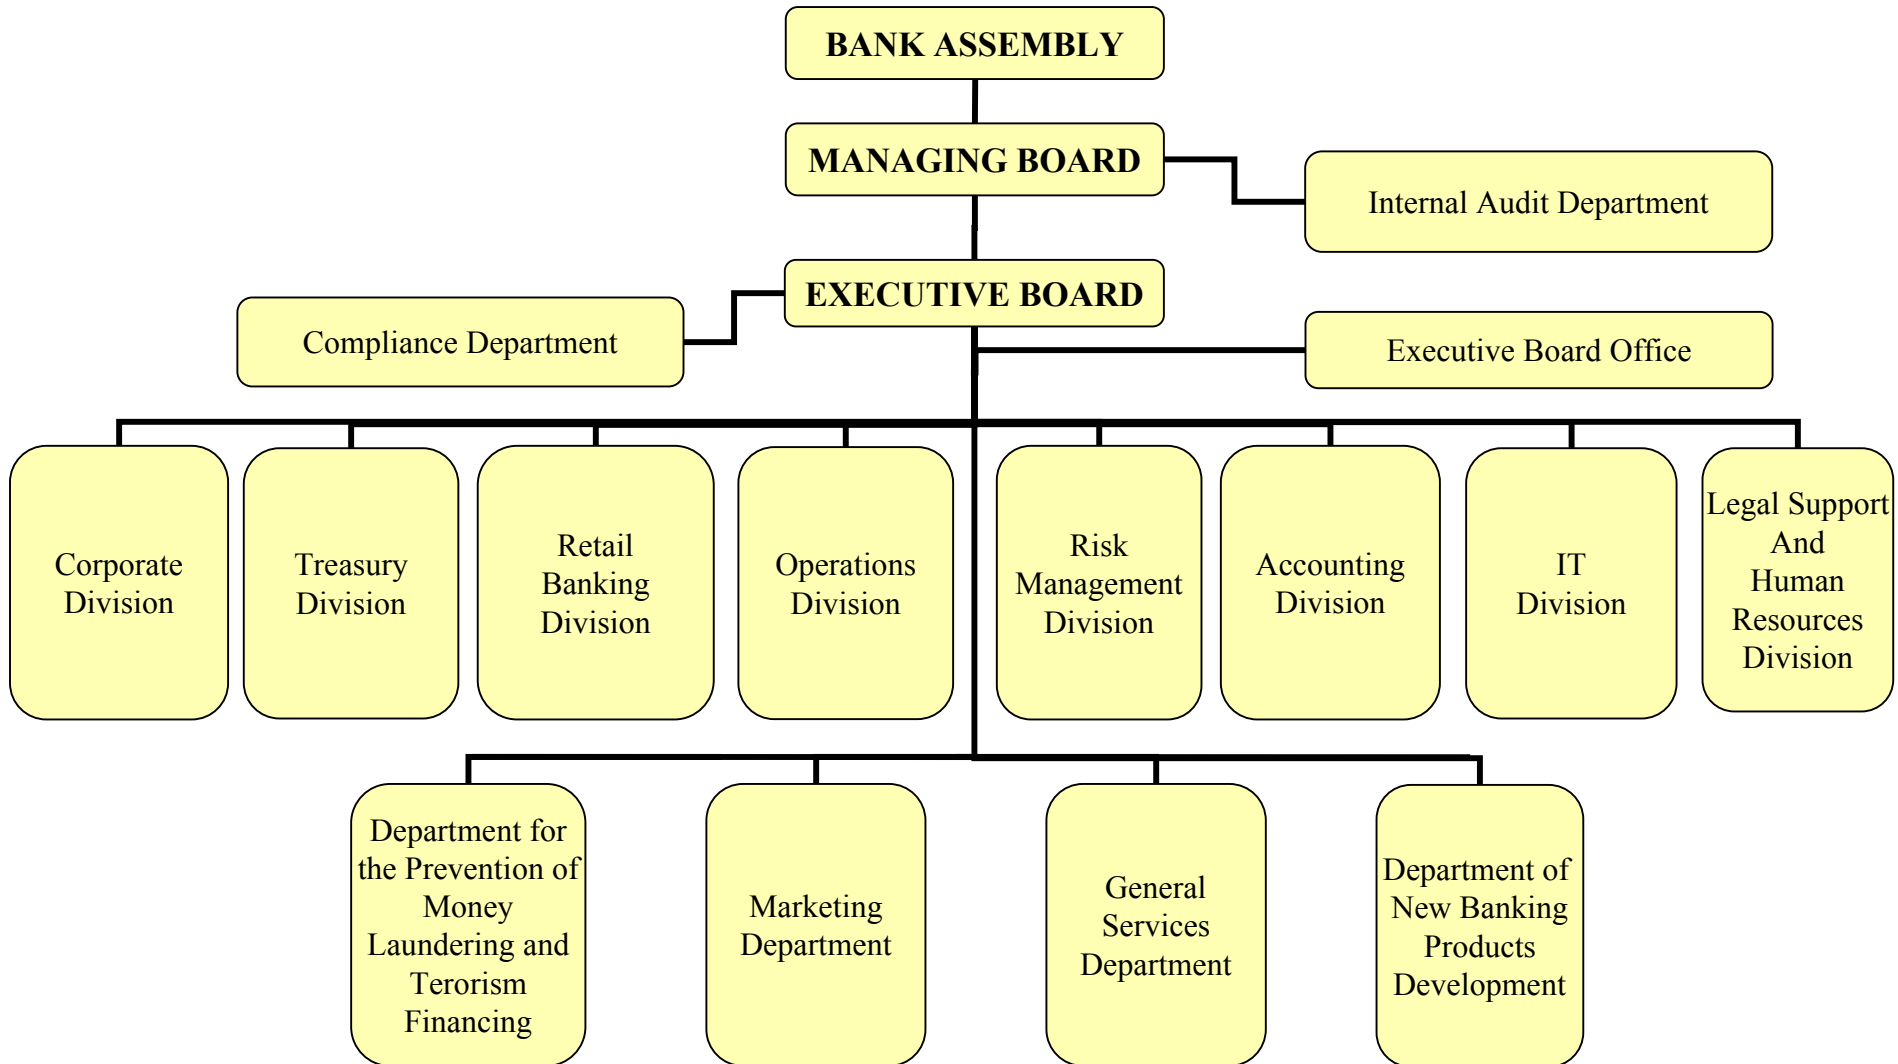 BANK ASSEMBLY
MANAGING BOARD
Internal Audit Department
EXECUTIVE BOARD
Compliance Department
Executive Board Office
Corporate
Division
Treasury
Division
Retail
Banking
Division
Operations
Division
Risk
Management
Division
Accounting
Division
IT
Division
Legal Support
And
Human
Resources
Division
Department for
the Prevention of
Money
Laundering and
Terorism
Financing
Marketing
Department
General
Services
Department
Department of
New Banking
Products
Development